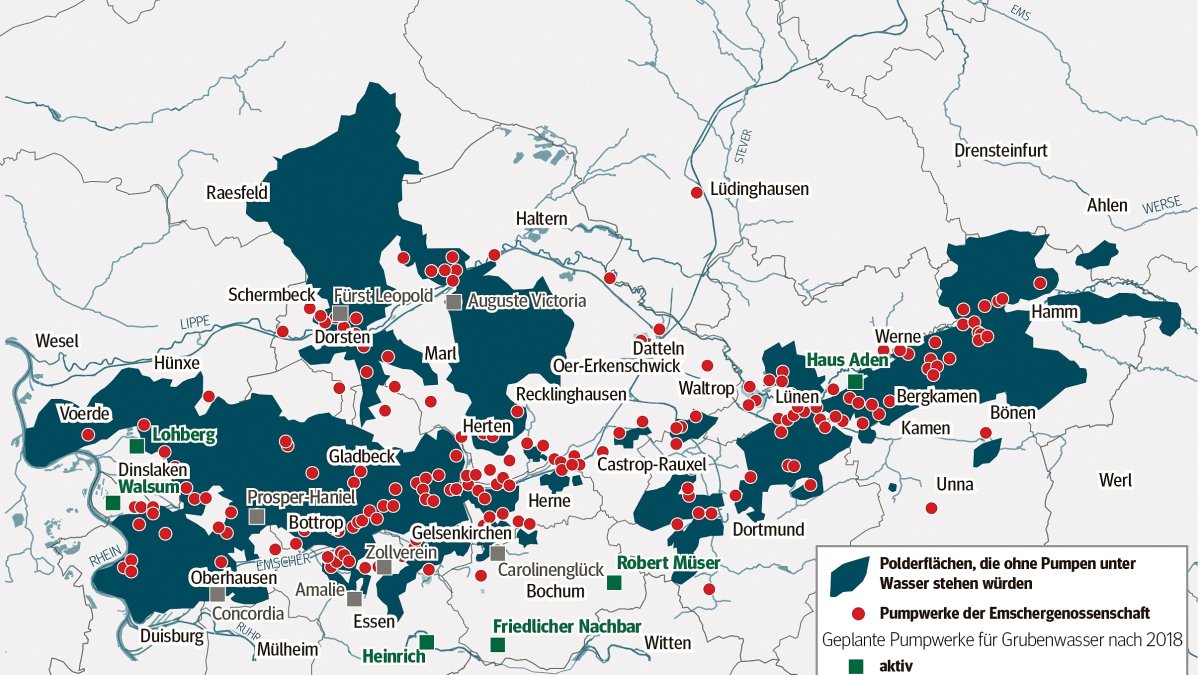 EMS
STEVER
Drensteinfurt
Raesfeld
Lüdinghausen
Ahlen
WERSE
Haltern
Schermbeck
Fürst Leopold
Auguste Victoria
Hamm
LIPPE
Wesel
Dorsten
Werne
Hünxe
Marl
Datteln
Haus Aden
Oer-Erkenschwick
Waltrop
Lünen
Bergkamen
Recklinghausen
Voerde
Bönen
Lohberg
Herten
Kamen
Gladbeck
Dinslaken
Castrop-Rauxel
Walsum
Unna
Werl
Prosper-Haniel
Herne
Bottrop
Gelsenkirchen
Dortmund
RHEIN
EMSCHER
Zollverein
Carolinenglück
Robert Müser
Oberhausen
Amalie
Bochum
Concordia
Essen
Duisburg
RUHR
Mülheim
Friedlicher Nachbar
Heinrich
Witten
Polderflächen, die ohne Pumpen unter
Wasser stehen würden
Pumpwerke der Emschergenossenschaft
Geplante Pumpwerke für Grubenwasser nach 2018
aktiv